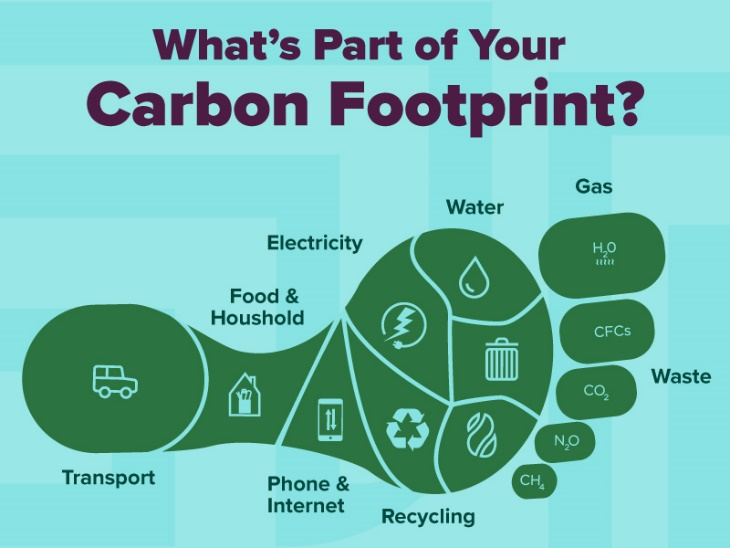 What's Part of Your
Carbon Footprint?
Gas
Water
Electricity
Food &
Houshold
H₂0
CFCs
CO₂
Waste
N₂O
CH₄
Transport
Phone &
Internet
Recycling